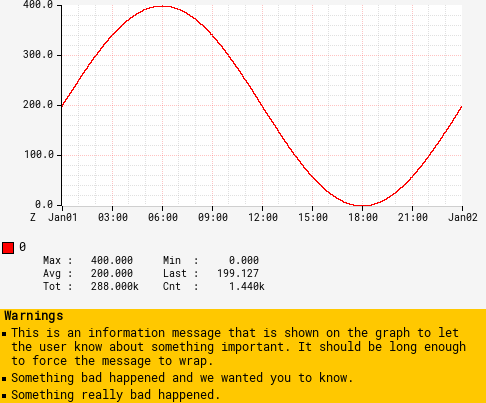 400.0
300.0
200.0
100.0
0.0
Z Jan01 03:00 06:00 09:00 12:00 15:00 18:00 21:00 Jan02
0
Max : 400.000 Min : 0.000
Avg : 200.000 Last : 199.127
Tot : 288.000k Cnt : 1.440k
Warnings
▪ This is an information message that is shown on the graph to let
the user know about something important. It should be long enough
to force the message to wrap.
▪ Something bad happened and we wanted you to know.
▪ Something really bad happened.